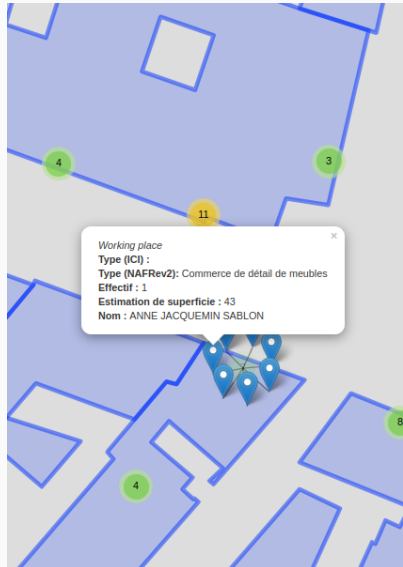 4
3
11
×
Working place
Type (ICI) :
Type (NAFRev2): Commerce de détail de meubles
Effectif : 1
Estimation de superficie : 43
Nom : ANNE JACQUEMIN SABLON
8
4